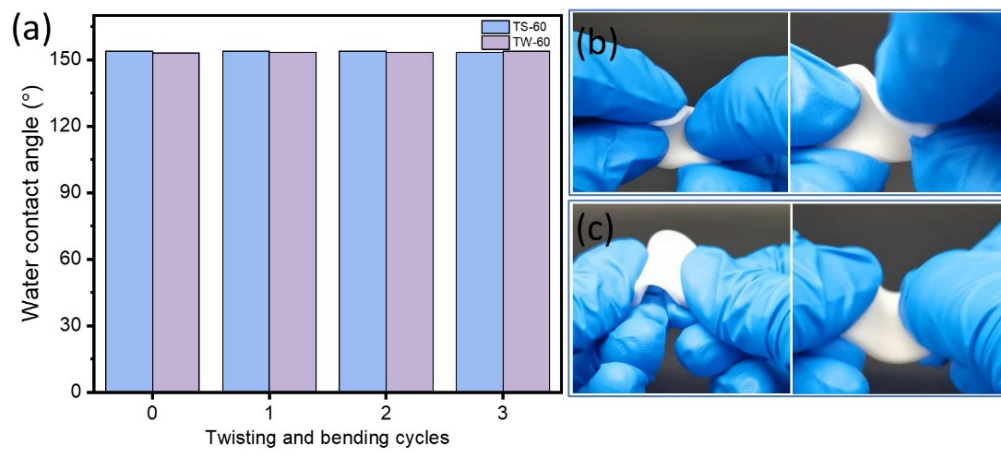 (a)
TS-60
TW-60
Water contact angle (°)
150
120
90
60
30
0
0 1 2 3
Twisting and bending cycles
(b)
(c)